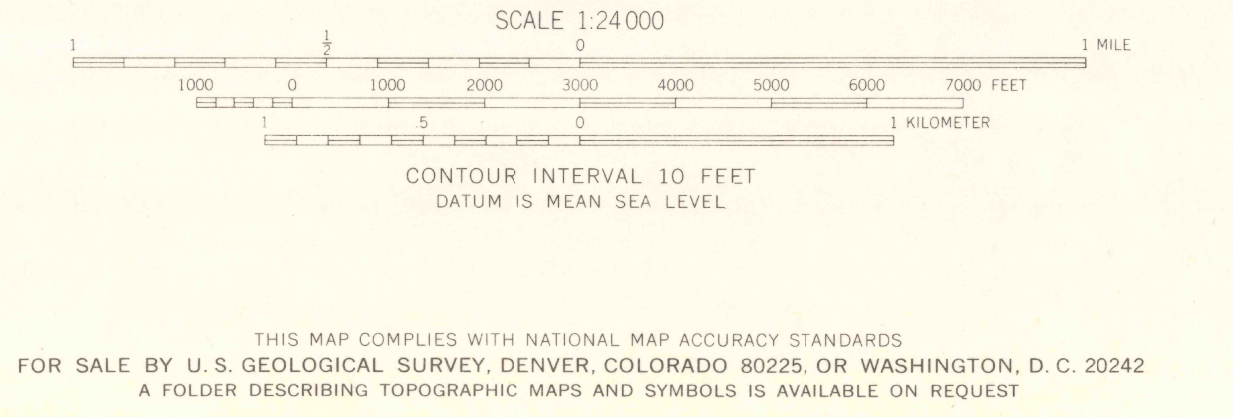 SCALE 1:24 000
1 ½ 0 1 MILE
1000 0 1000 2000 3000 4000 5000 6000 7000 FEET
1 .5 0 1 KILOMETER
CONTOUR INTERVAL 10 FEET
DATUM IS MEAN SEA LEVEL
THIS MAP COMPLIES WITH NATIONAL MAP ACCURACY STANDARDS
FOR SALE BY U. S. GEOLOGICAL SURVEY, DENVER, COLORADO 80225, OR WASHINGTON, D. C. 20242
A FOLDER DESCRIBING TOPOGRAPHIC MAPS AND SYMBOLS IS AVAILABLE ON REQUEST